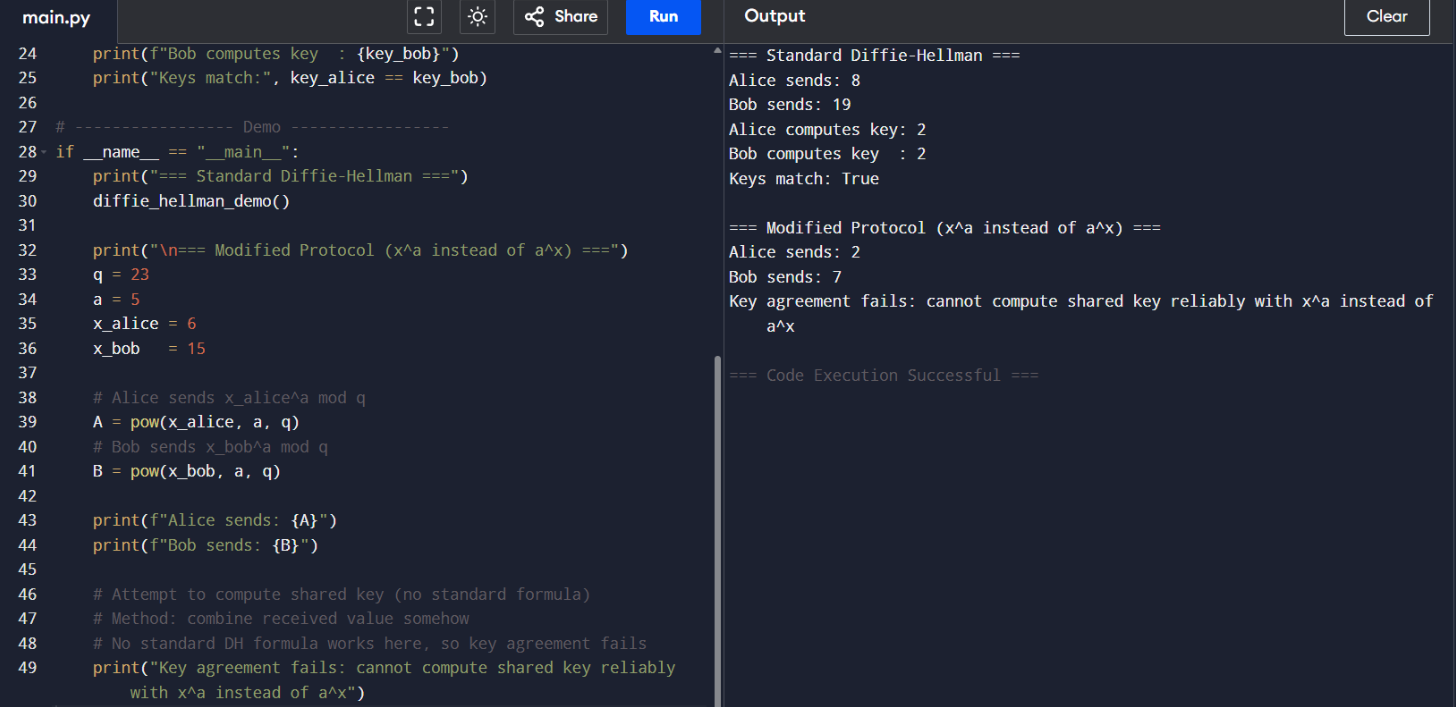 main.py
Share
Run
Output
Clear
24 print(f"Bob computes key  : {key_bob}")
25 print("Keys match:", key_alice == key_bob)
26
27 # ----------------- Demo -----------------
28 if __name__ == "__main__":
29 print("=== Standard Diffie-Hellman ===")
30 diffie_hellman_demo()
31
32 print("\n=== Modified Protocol (x^a instead of a^x) ===")
33 q = 23
34 a = 5
35 x_alice = 6
36 x_bob   = 15
37
38 # Alice sends x_alice^a mod q
39 A = pow(x_alice, a, q)
40 # Bob sends x_bob^a mod q
41 B = pow(x_bob, a, q)
42
43 print(f"Alice sends: {A}")
44 print(f"Bob sends: {B}")
45
46 # Attempt to compute shared key (no standard formula)
47 # Method: combine received value somehow
48 # No standard DH formula works here, so key agreement fails
49 print("Key agreement fails: cannot compute shared key reliably
with x^a instead of a^x")
=== Standard Diffie-Hellman ===
Alice sends: 8
Bob sends: 19
Alice computes key: 2
Bob computes key  : 2
Keys match: True
=== Modified Protocol (x^a instead of a^x) ===
Alice sends: 2
Bob sends: 7
Key agreement fails: cannot compute shared key reliably with x^a instead of
a^x
=== Code Execution Successful ===